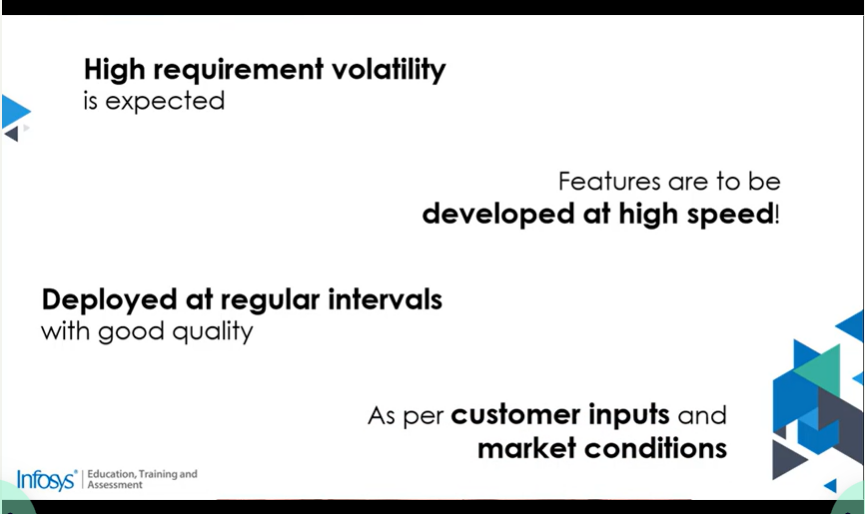 High requirement volatility
is expected
Features are to be
developed at high speed!
Deployed at regular intervals
with good quality
As per customer inputs and
market conditions
Infosys® | Education, Training and
Assessment